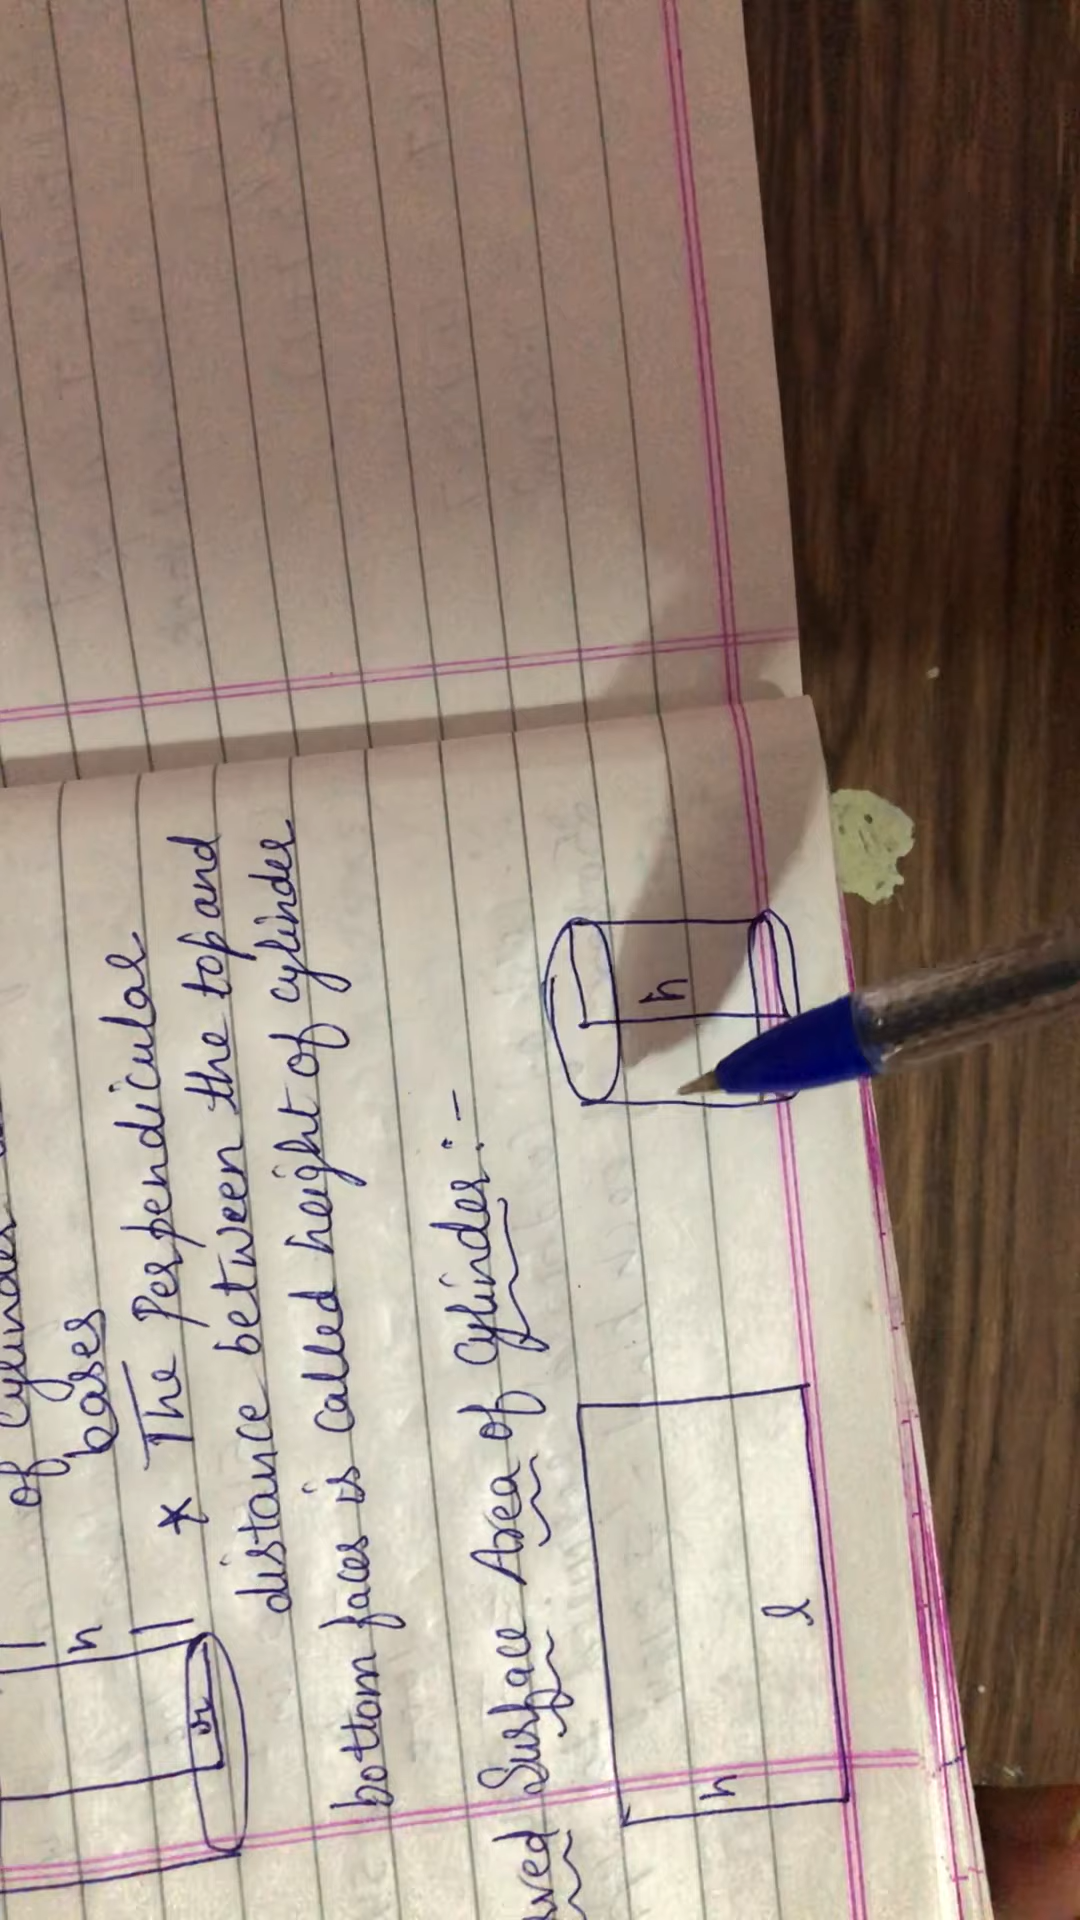 of cylinder
h bases
* The Perpendicular
r distance between the top and
bottom faces is called height of cylinder
Surface Area of Cylinder:-
h
h
l